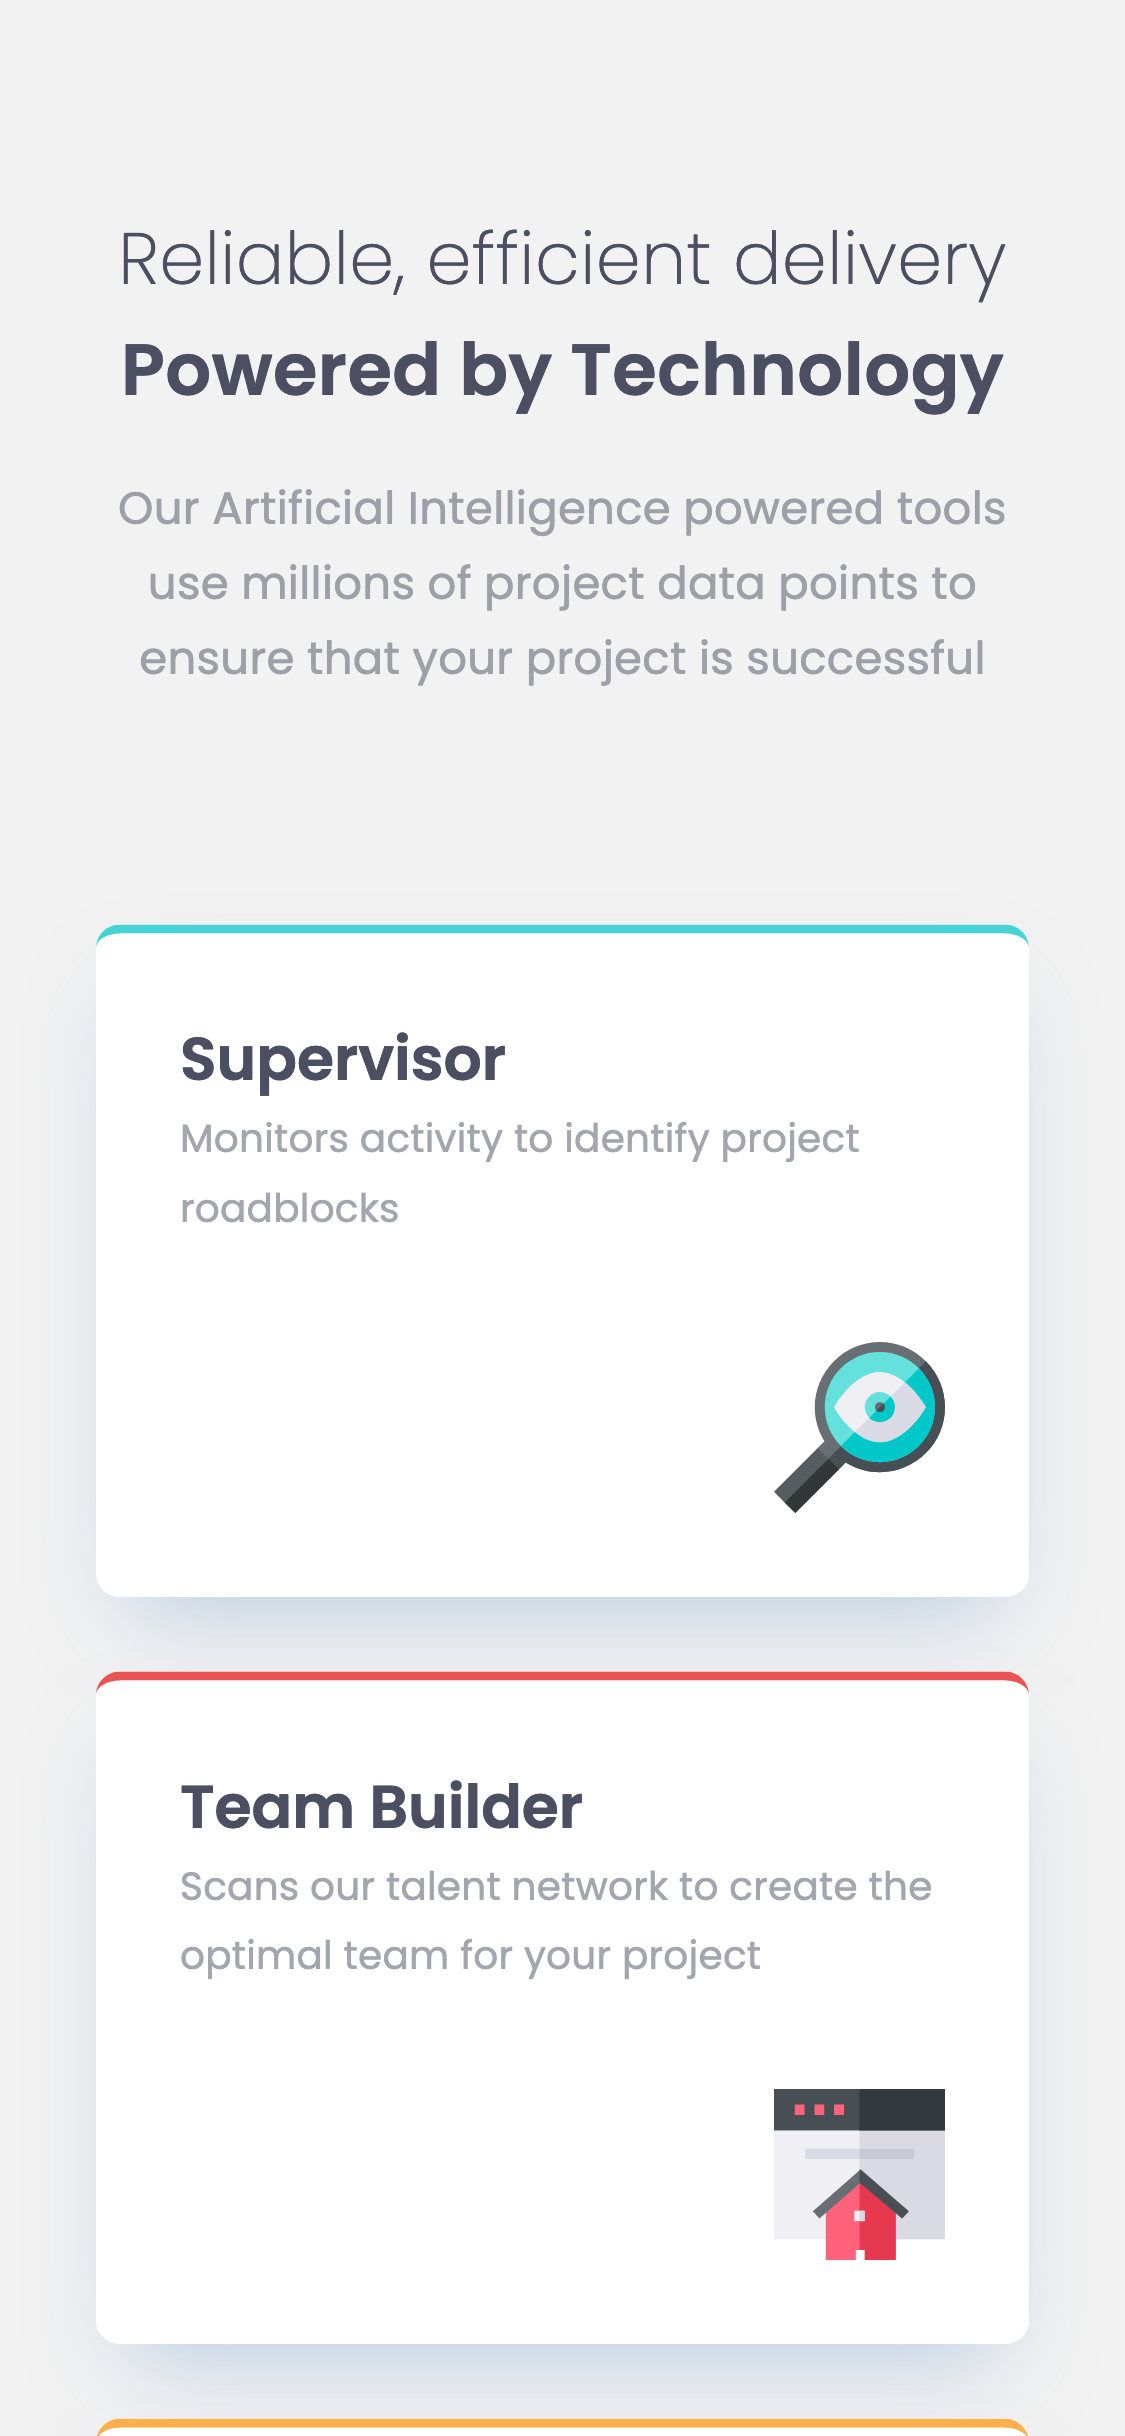 Reliable, efficient delivery
Powered by Technology
Our Artificial Intelligence powered tools
use millions of project data points to
ensure that your project is successful
Supervisor
Monitors activity to identify project
roadblocks
Team Builder
Scans our talent network to create the
optimal team for your project